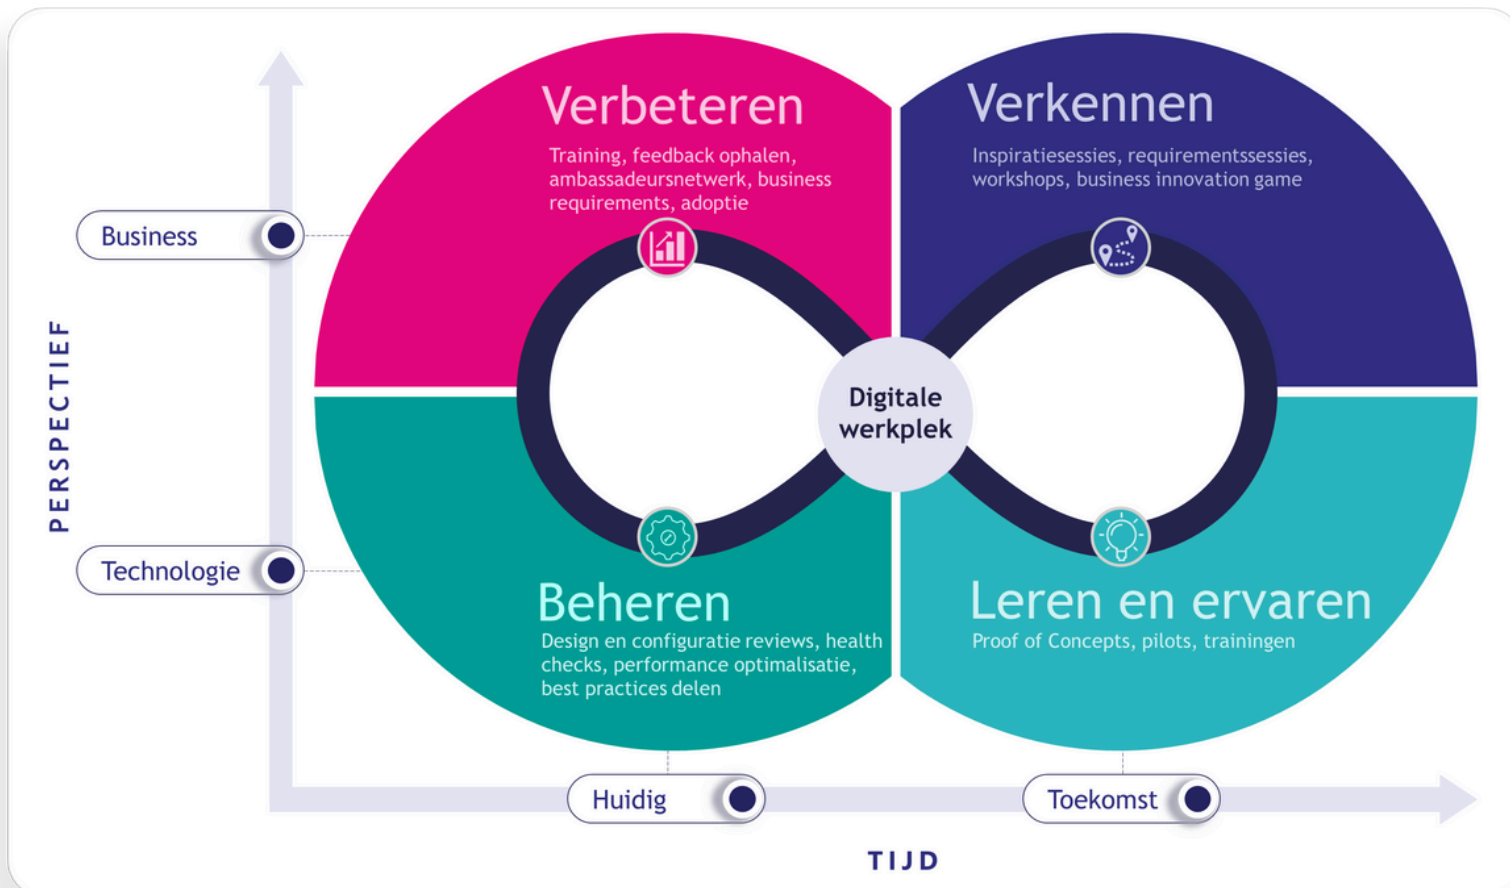 Verbeteren
Training, feedback ophalen,
ambassadeursnetwerk, business
requirements, adoptie
Verkennen
Inspiratiesessies, requirementssessies,
workshops, business innovation game
Business
PERSPECTIEF
Digitale
werkplek
Technologie
Beheren
Design en configuratie reviews, health
checks, performance optimalisatie,
best practices delen
Leren en ervaren
Proof of Concepts, pilots, trainingen
Huidig
Toekomst
TIJD